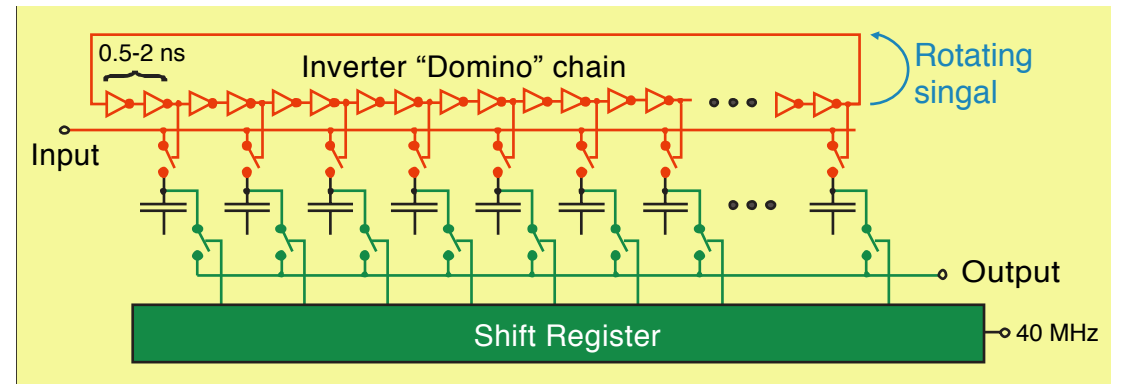 0.5-2 ns
Inverter “Domino” chain
Rotating
singal
Input
Output
Shift Register
40 MHz